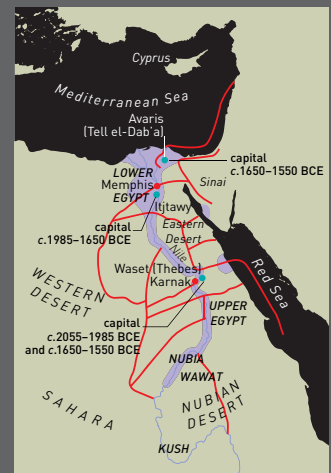 Cyprus
Mediterranean Sea
Avaris
(Tell el-Dab’a)
capital
c.1650–1550 BCE
LOWER
Memphis
EGYPT
Sinai
Itjtawy
capital
c.1985–1650 BCE
Eastern
Desert
Nile
WESTERN
DESERT
Waset (Thebes)
Karnak
Red Sea
capital
c.2055–1985 BCE
and c.1650–1550 BCE
UPPER
EGYPT
NUBIA
WAWAT
NUBIAN
DESERT
SAHARA
KUSH